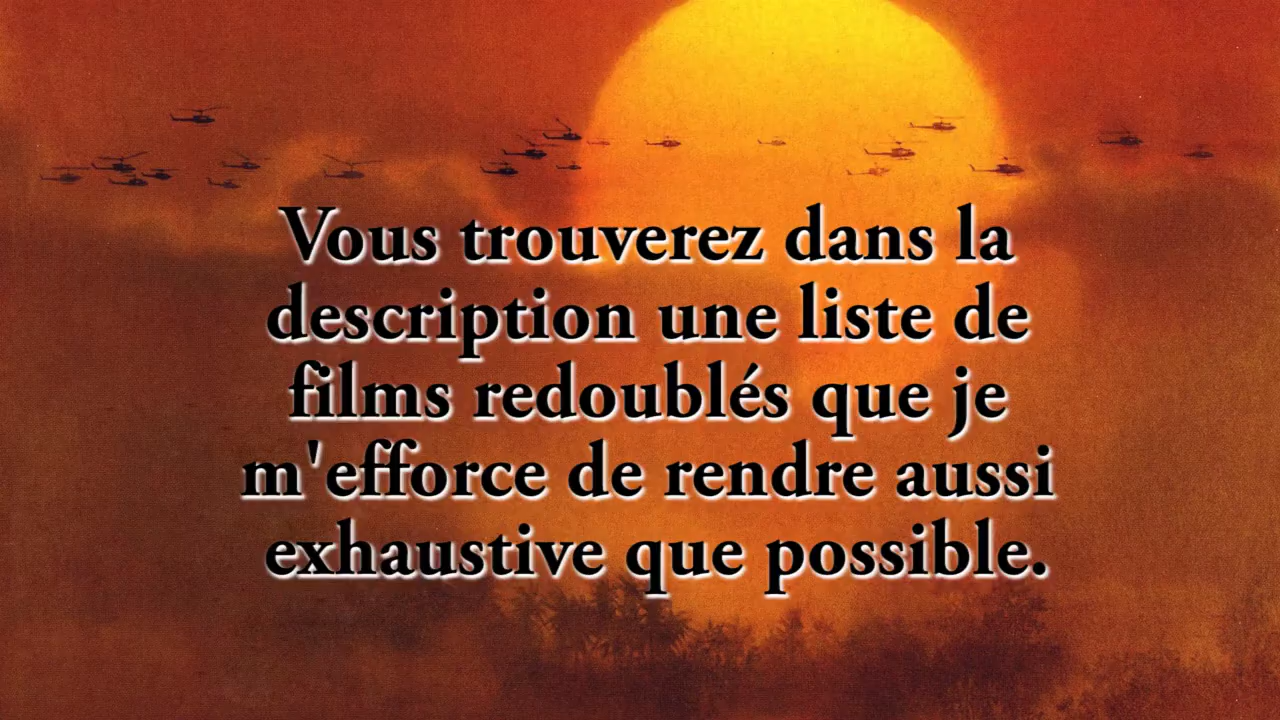 Vous trouverez dans la
description une liste de
films redoublés que je
m'efforce de rendre aussi
exhaustive que possible.